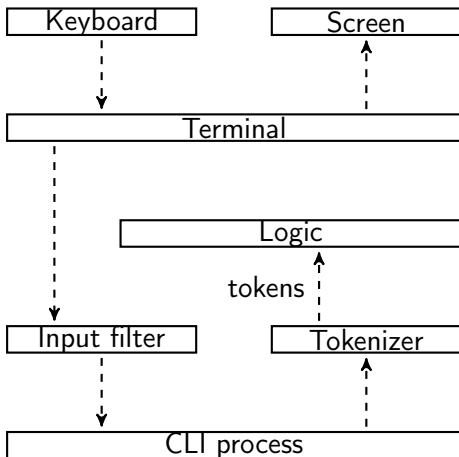 Keyboard
Screen
Terminal
Logic
tokens
Input filter
Tokenizer
CLI process